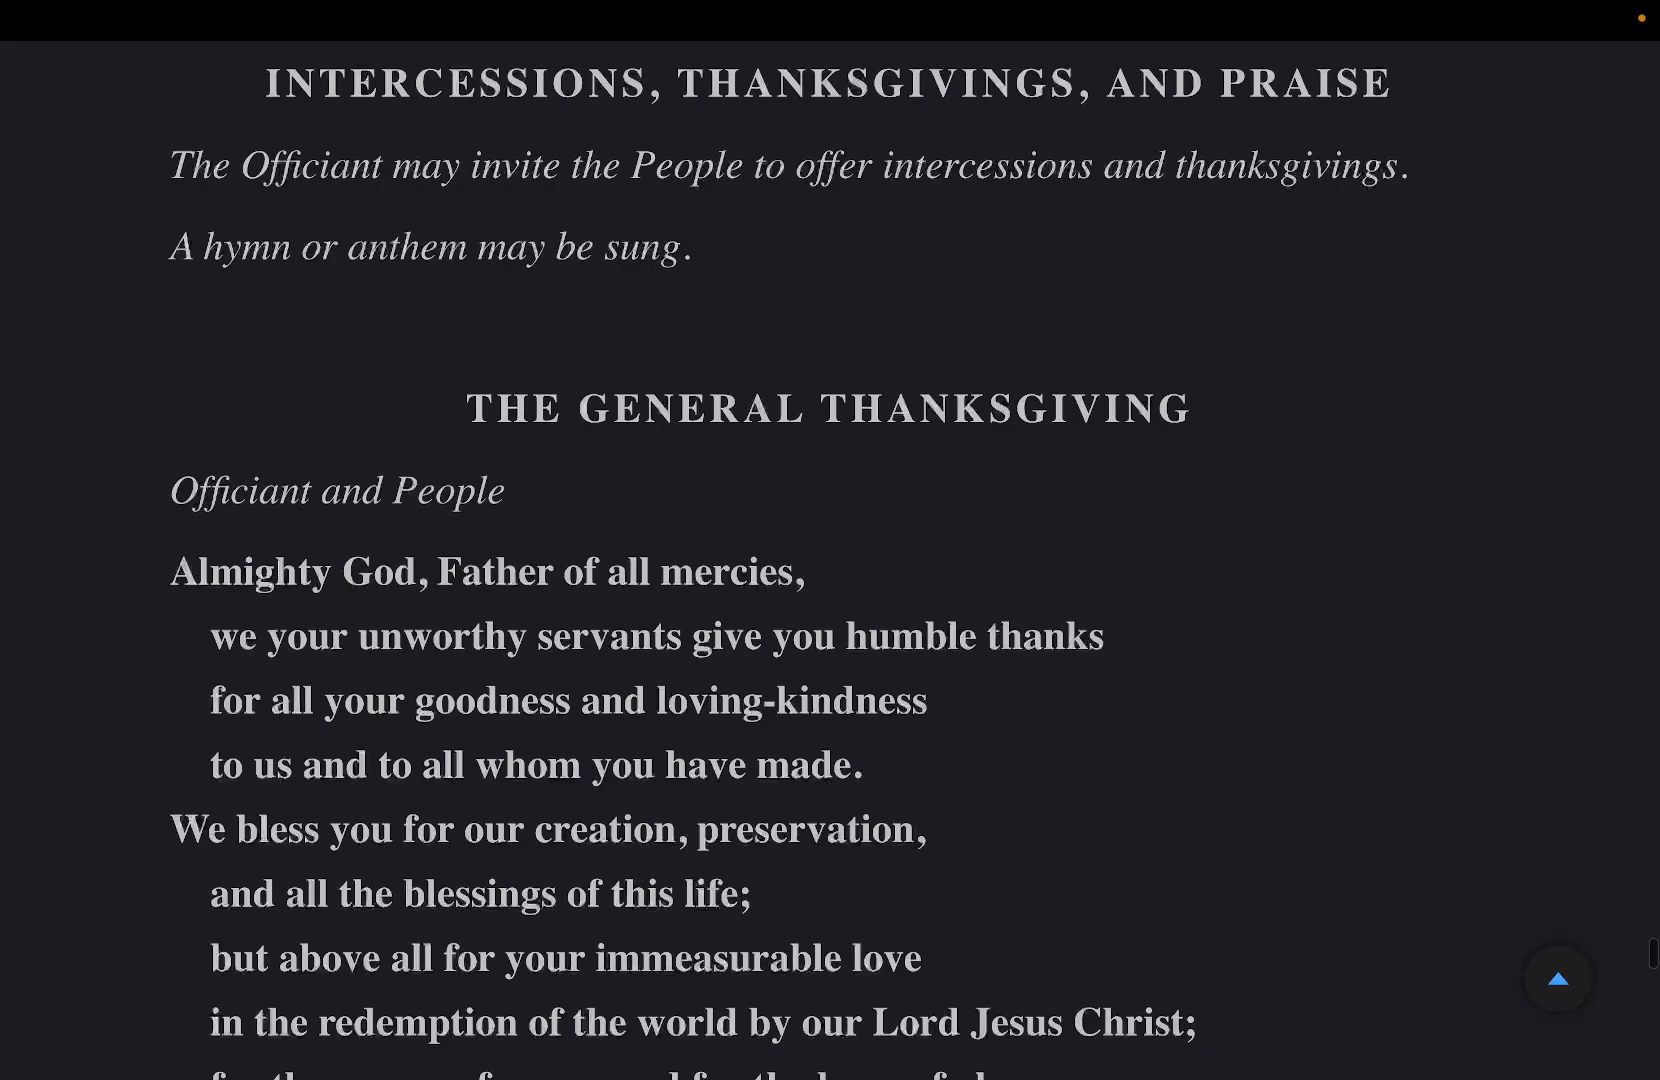 INTERCESSIONS, THANKSGIVINGS, AND PRAISE
The Officiant may invite the People to offer intercessions and thanksgivings.
A hymn or anthem may be sung.
THE GENERAL THANKSGIVING
Officiant and People
Almighty God, Father of all mercies,
we your unworthy servants give you humble thanks
for all your goodness and loving-kindness
to us and to all whom you have made.
We bless you for our creation, preservation,
and all the blessings of this life;
but above all for your immeasurable love
in the redemption of the world by our Lord Jesus Christ;